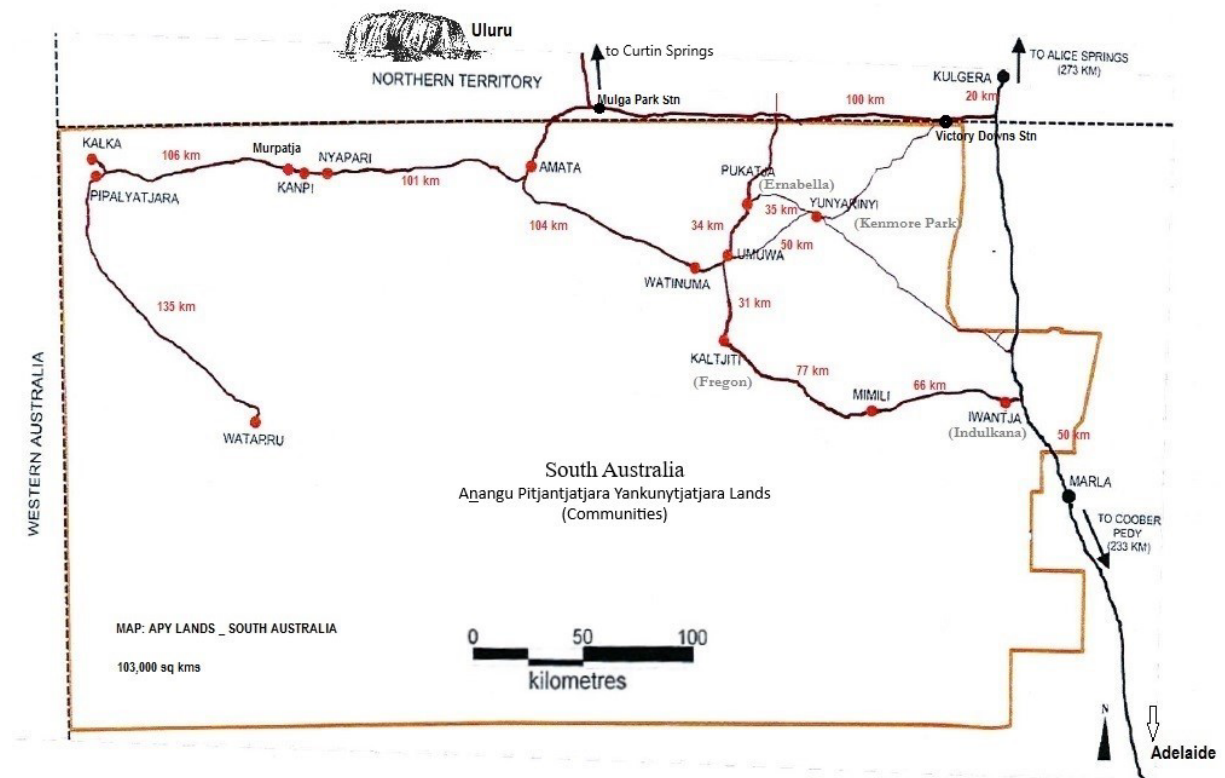 Uluru
to Curtin Springs
NORTHERN TERRITORY
TO ALICE SPRINGS
(273 KM)
KULGERA
Mulga Park Stn
100 km
20 km
Victory Downs Stn
KALKA
106 km
Murpatja
NYAPARI
KANPI
PIPALYATJARA
101 km
AMATA
PUKATJA
(Ernabella)
35 km
YUNYARINYI
(Kenmore Park)
104 km
34 km
50 km
UMUWA
WATINUMA
135 km
31 km
KALTJITI
(Fregon)
77 km
MIMILI
66 km
IWANTJA
(Indulkana)
50 km
WATARRU
WESTERN AUSTRALIA
South Australia
Aṉangu Pitjantjatjara Yankunytjatjara Lands
(Communities)
MARLA
TO COOBER
PEDY
(233 KM)
MAP: APY LANDS _ SOUTH AUSTRALIA
103,000 sq kms
0 50 100
kilometres
N
Adelaide